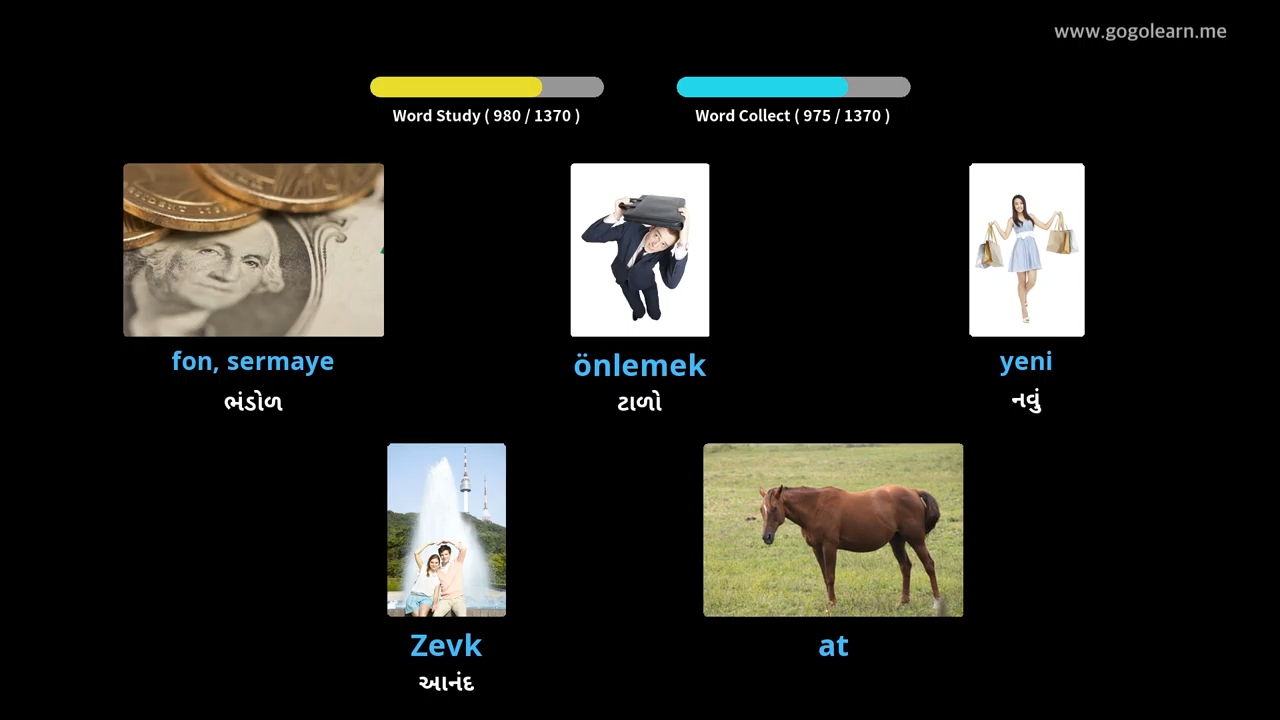 www.gogolearn.me
Word Study ( 980 / 1370 )
Word Collect ( 975 / 1370 )
fon, sermaye
ભંડોળ
önlemek
ટાળો
yeni
નવું
Zevk
આનંદ
at